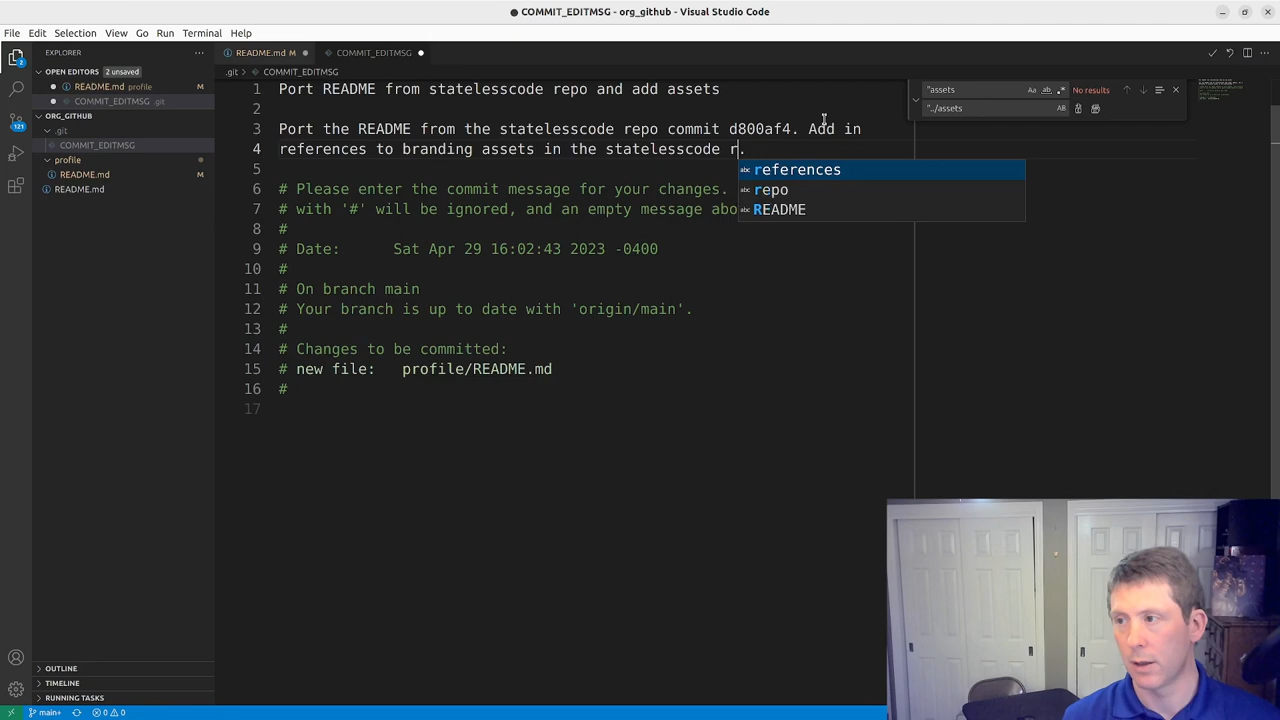 COMMIT_EDITMSG - org_github - Visual Studio Code
File Edit Selection View Go Run Terminal Help
EXPLORER
README.md M
COMMIT_EDITMSG
OPEN EDITORS 2 unsaved
README.md profile M
COMMIT_EDITMSG .git
ORG_GITHUB
.git
COMMIT_EDITMSG
profile
README.md M
README.md
OUTLINE
TIMELINE
RUNNING TASKS
2
121
.git > COMMIT_EDITMSG
"assets Aa ab No results
"../assets AB
1 Port README from statelesscode repo and add assets
2
3 Port the README from the statelesscode repo commit d800af4. Add in
4 references to branding assets in the statelesscode r.
references
repo
README
5
6 # Please enter the commit message for your changes.
7 # with '#' will be ignored, and an empty message abo
8 #
9 # Date: Sat Apr 29 16:02:43 2023 -0400
10 #
11 # On branch main
12 # Your branch is up to date with 'origin/main'.
13 #
14 # Changes to be committed:
15 # new file: profile/README.md
16 #
17
main+ 0 0